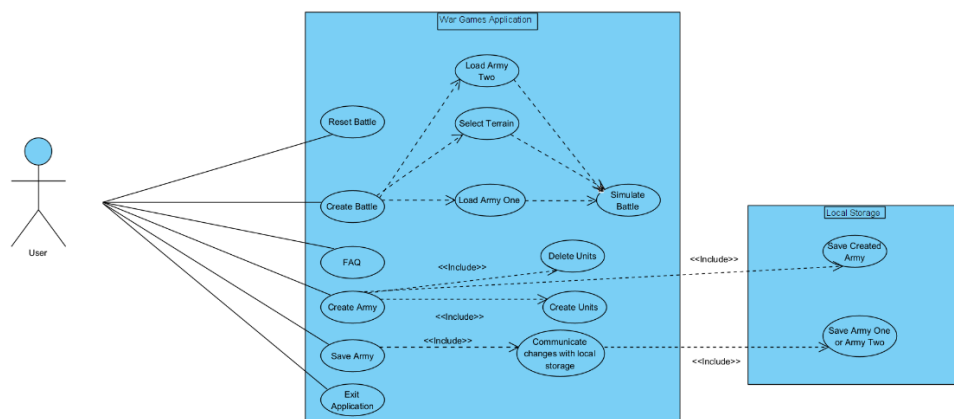 War Games Application
Load Army
Two
Reset Battle
Select Terrain
Create Battle
Load Army One
Simulate
Battle
User
FAQ
Delete Units
<<Include>>
Local Storage
Save Created
Army
<<Include>>
Create Army
Create Units
<<Include>>
Save Army
<<Include>>
Communicate
changes with local
storage
Save Army One
or Army Two
<<Include>>
Exit
Application